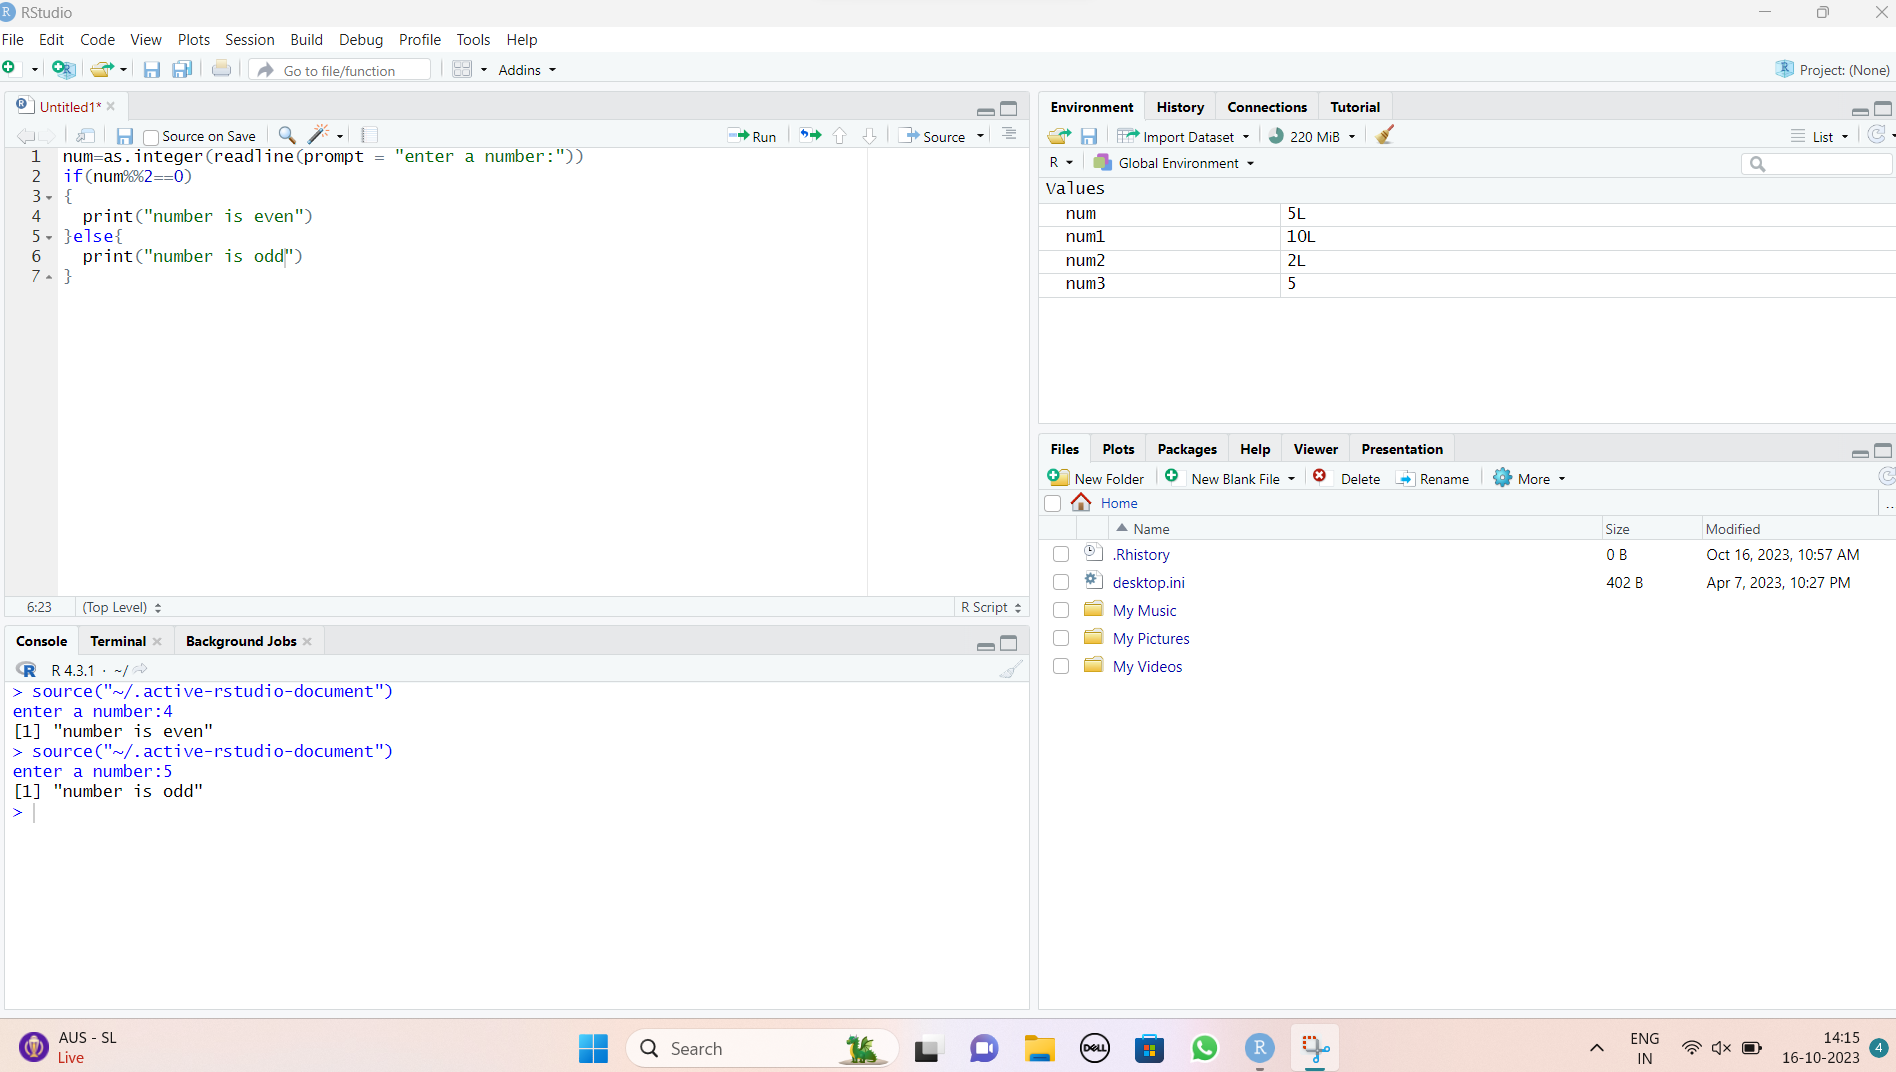 RStudio
File Edit Code View Plots Session Build Debug Profile Tools Help
Go to file/function Addins Project: (None)
Untitled1*
Source on Save Run Source
1 num=as.integer(readline(prompt = "enter a number:"))
2 if(num%%2==0)
3 {
4 print("number is even")
5 }else{
6 print("number is odd")
7 }
6:23 (Top Level) R Script
Console Terminal Background Jobs
R 4.3.1 · ~/
> source("~/.active-rstudio-document")
enter a number:4
[1] "number is even"
> source("~/.active-rstudio-document")
enter a number:5
[1] "number is odd"
>
Environment History Connections Tutorial
Import Dataset 220 MiB List
R Global Environment
Values
num 5L
num1 10L
num2 2L
num3 5
Files Plots Packages Help Viewer Presentation
New Folder New Blank File Delete Rename More
Home ..
Name Size Modified
.Rhistory 0 B Oct 16, 2023, 10:57 AM
desktop.ini 402 B Apr 7, 2023, 10:27 PM
My Music
My Pictures
My Videos
AUS - SL
Live
Search
DELL
R
ENG
IN
14:15
16-10-2023
4